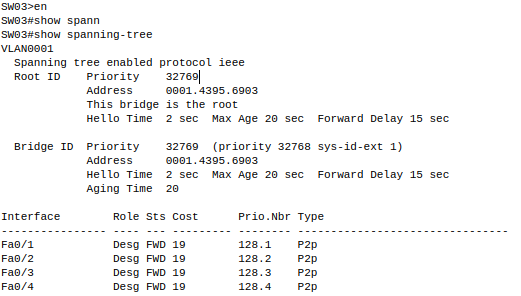 SW03>en
SW03#show spann
SW03#show spanning-tree
VLAN0001
  Spanning tree enabled protocol ieee
  Root ID    Priority    32769
             Address     0001.4395.6903
             This bridge is the root
             Hello Time  2 sec  Max Age 20 sec  Forward Delay 15 sec

  Bridge ID  Priority    32769  (priority 32768 sys-id-ext 1)
             Address     0001.4395.6903
             Hello Time  2 sec  Max Age 20 sec  Forward Delay 15 sec
             Aging Time  20

Interface        Role Sts Cost      Prio.Nbr Type
---------------- ---- --- --------- -------- --------------------------------
Fa0/1            Desg FWD 19        128.1    P2p
Fa0/2            Desg FWD 19        128.2    P2p
Fa0/3            Desg FWD 19        128.3    P2p
Fa0/4            Desg FWD 19        128.4    P2p